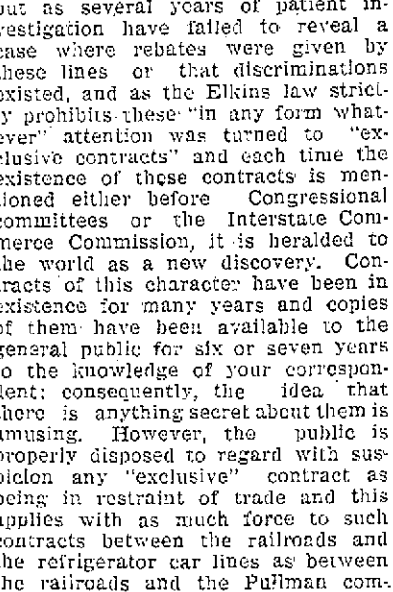 but as several years of patient in-
vestigation have failed to reveal a
case where rebates were given by
these lines or that discriminations
existed, and as the Elkins law strict-
ly prohibits these "in any form what-
ever" attention was turned to "ex-
clusive contracts" and each time the
existence of these contracts is men-
tioned either before Congressional
committees or the Interstate Com-
merce Commission, it is heralded to
the world as a new discovery. Con-
tracts of this character have been in
existence for many years and copies
of them have been available to the
general public for six or seven years
to the knowledge of your correspon-
dent; consequently, the idea that
there is anything secret about them is
amusing. However, the public is
properly disposed to regard with sus-
picion any "exclusive" contract as
being in restraint of trade and this
applies with as much force to such
contracts between the railroads and
the refrigerator car lines as between
the railroads and the Pullman com-